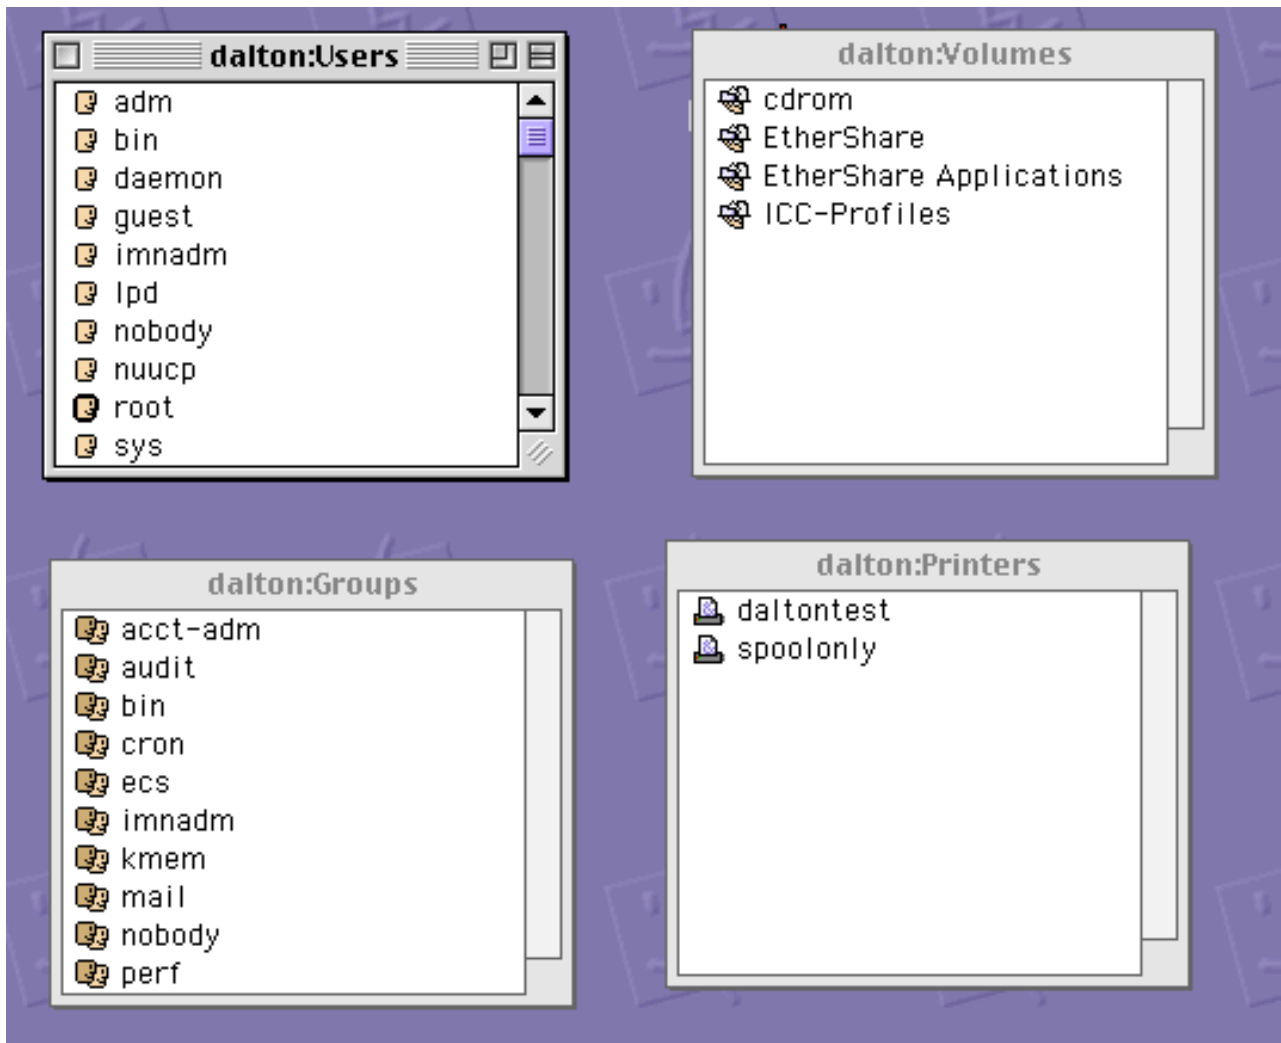 dalton:Users
adm
bin
daemon
guest
imnadm
lpd
nobody
nuucp
root
sys
dalton:Volumes
cdrom
EtherShare
EtherShare Applications
ICC-Profiles
dalton:Groups
acct-adm
audit
bin
cron
ecs
imnadm
kmem
mail
nobody
perf
dalton:Printers
daltontest
spoolonly